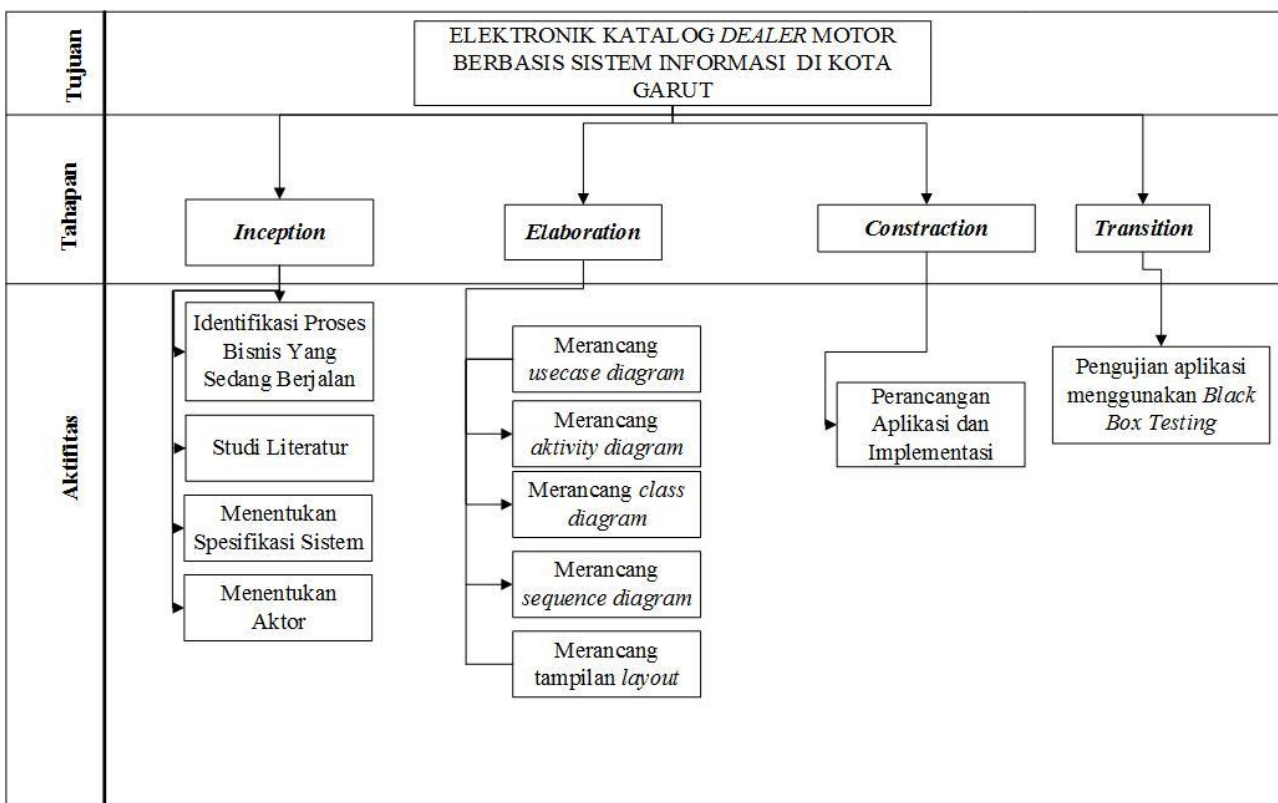 Tujuan
ELEKTRONIK KATALOG DEALER MOTOR
BERBASIS SISTEM INFORMASI DI KOTA
GARUT
Tahapan
Inception
Elaboration
Constraction
Transition
Aktifitas
Identifikasi Proses
Bisnis Yang
Sedang Berjalan
Studi Literatur
Menentukan
Spesifikasi Sistem
Menentukan
Aktor
Merancang
usecase diagram
Merancang
aktivity diagram
Merancang class
diagram
Merancang
sequence diagram
Merancang
tampilan layout
Perancangan
Aplikasi dan
Implementasi
Pengujian aplikasi
menggunakan Black
Box Testing